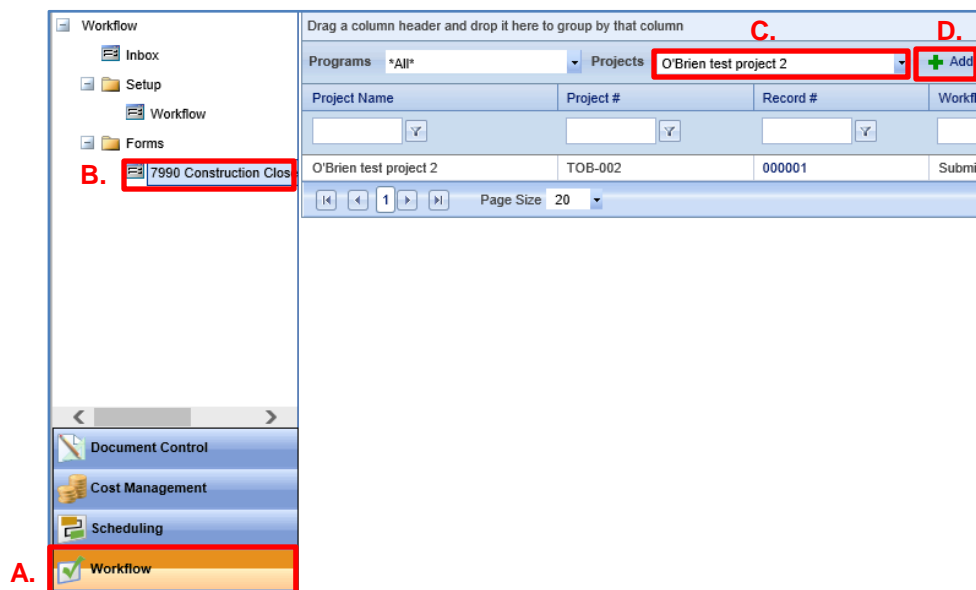 Workflow
Inbox
Setup
Workflow
Forms
B.
7990 Construction Close
Drag a column header and drop it here to group by that column
C.
D.
Programs *All* Projects O'Brien test project 2 Add
Project Name Project # Record # Workfl
O'Brien test project 2 TOB-002 000001 Submi
1 Page Size 20
Document Control
Cost Management
Scheduling
A.
Workflow